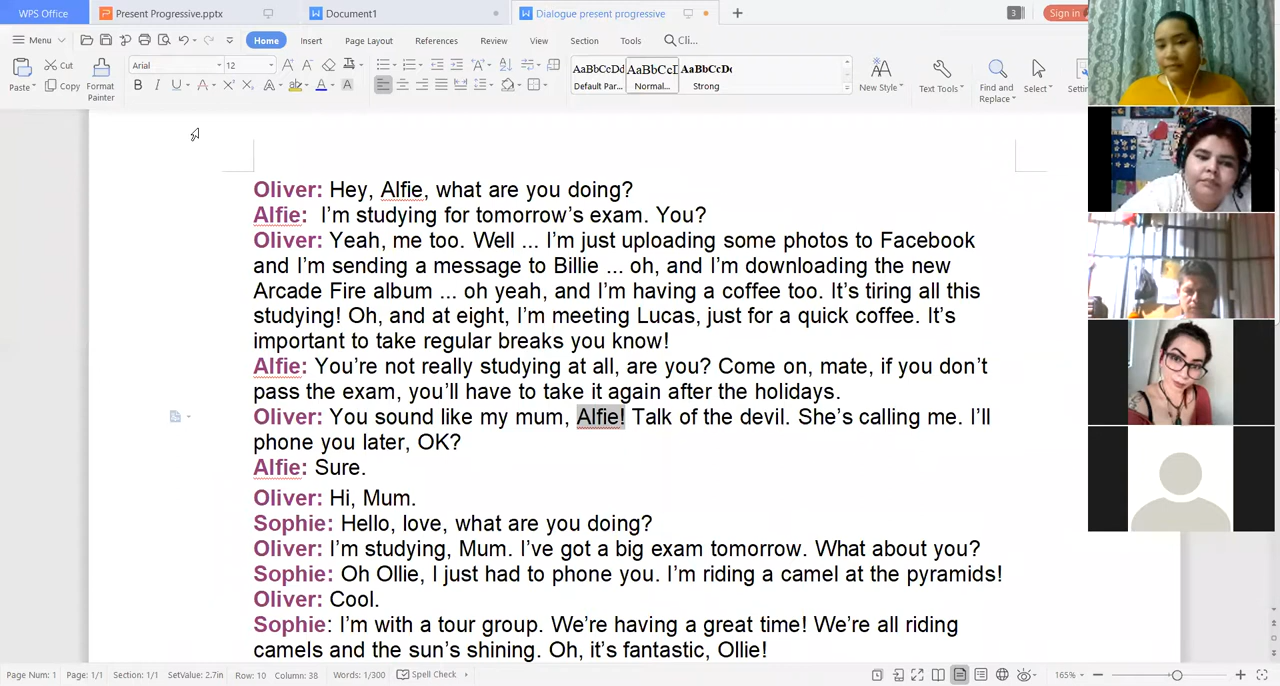 WPS Office Present Progressive.pptx Document1 Dialogue present progressive 3 Sign in
Menu Home Insert Page Layout References Review View Section Tools Cli...
Paste Cut Copy Format Painter Arial 12 AaBbCcDd Default Par... AaBbCcI Normal... AaBbCcD Strong New Style Text Tools Find and Replace Select
Oliver: Hey, Alfie, what are you doing?
Alfie: I'm studying for tomorrow's exam. You?
Oliver: Yeah, me too. Well ... I'm just uploading some photos to Facebook
and I'm sending a message to Billie ... oh, and I'm downloading the new
Arcade Fire album ... oh yeah, and I'm having a coffee too. It's tiring all this
studying! Oh, and at eight, I'm meeting Lucas, just for a quick coffee. It's
important to take regular breaks you know!
Alfie: You're not really studying at all, are you? Come on, mate, if you don't
pass the exam, you'll have to take it again after the holidays.
Oliver: You sound like my mum, Alfie! Talk of the devil. She's calling me. I'll
phone you later, OK?
Alfie: Sure.
Oliver: Hi, Mum.
Sophie: Hello, love, what are you doing?
Oliver: I'm studying, Mum. I've got a big exam tomorrow. What about you?
Sophie: Oh Ollie, I just had to phone you. I'm riding a camel at the pyramids!
Oliver: Cool.
Sophie: I'm with a tour group. We're having a great time! We're all riding
camels and the sun's shining. Oh, it's fantastic, Ollie!
Page Num: 1 Page: 1/1 Section: 1/1 SetValue: 2.7in Row: 10 Column: 38 Words: 1/300 Spell Check 165%